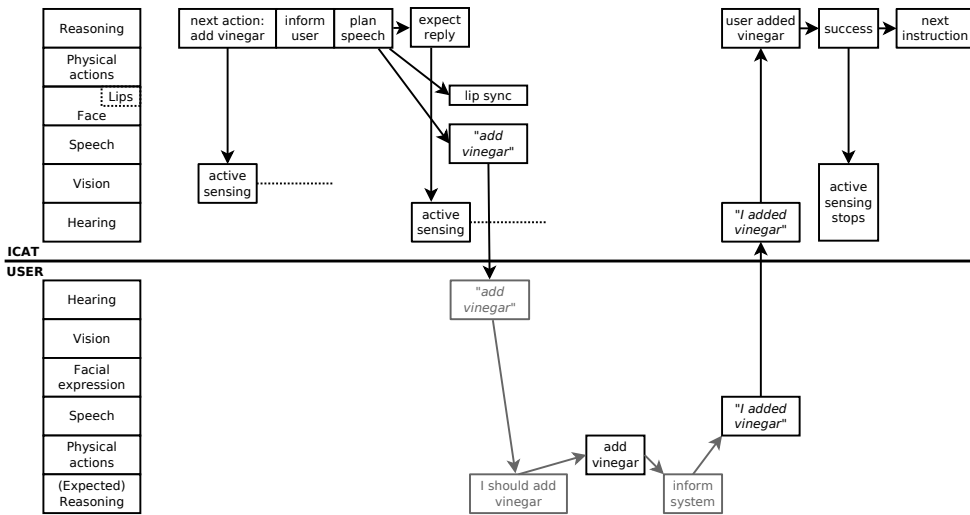 Reasoning
Physical
actions
Lips
Face
Speech
Vision
Hearing
next action:
add vinegar
inform
user
plan
speech
expect
reply
lip sync
"add
vinegar"
active
sensing
active
sensing
user added
vinegar
success
next
instruction
active
sensing
stops
"I added
vinegar"
ICAT
USER
Hearing
Vision
Facial
expression
Speech
Physical
actions
(Expected)
Reasoning
"add
vinegar"
I should add
vinegar
add
vinegar
inform
system
"I added
vinegar"